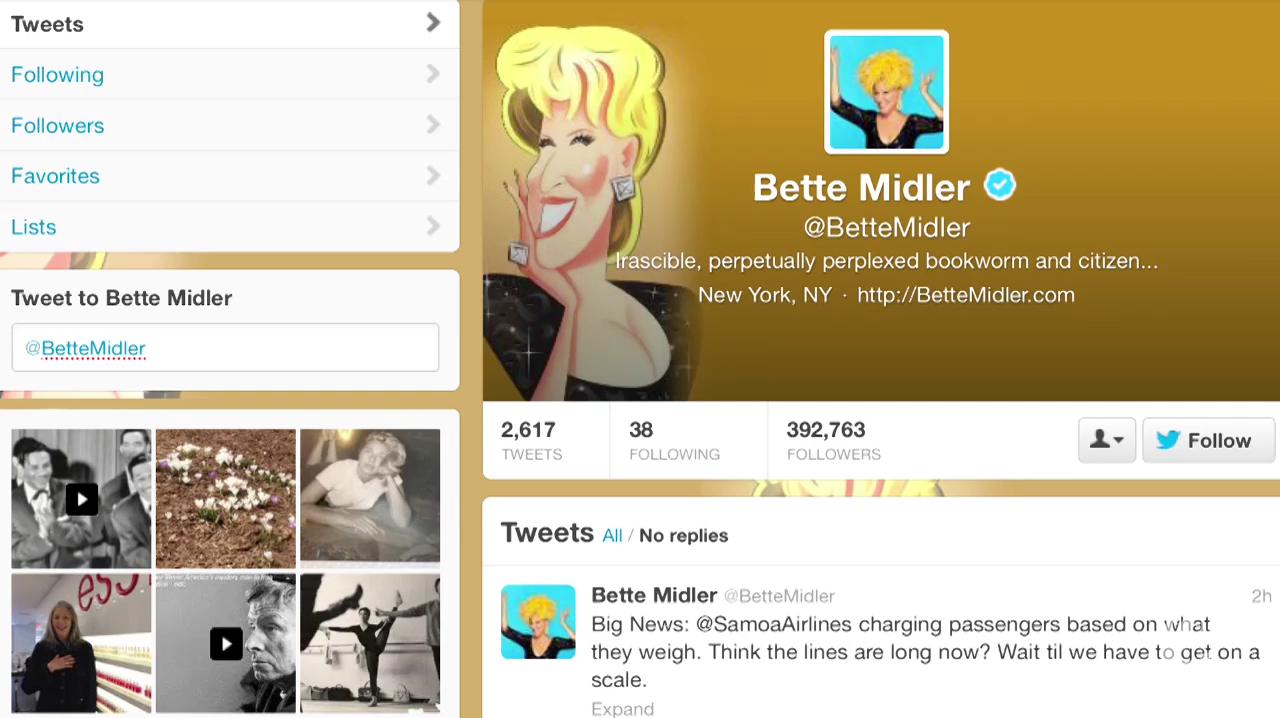 Tweets
Following
Followers
Favorites
Lists
Tweet to Bette Midler
@BetteMidler
Bette Midler
@BetteMidler
Irascible, perpetually perplexed bookworm and citizen...
New York, NY · http://BetteMidler.com
2,617
TWEETS
38
FOLLOWING
392,763
FOLLOWERS
Follow
Tweets All / No replies
Bette Midler @BetteMidler 2h
Big News: @SamoaAirlines charging passengers based on what
they weigh. Think the lines are long now? Wait til we have to get on a
scale.
Expand